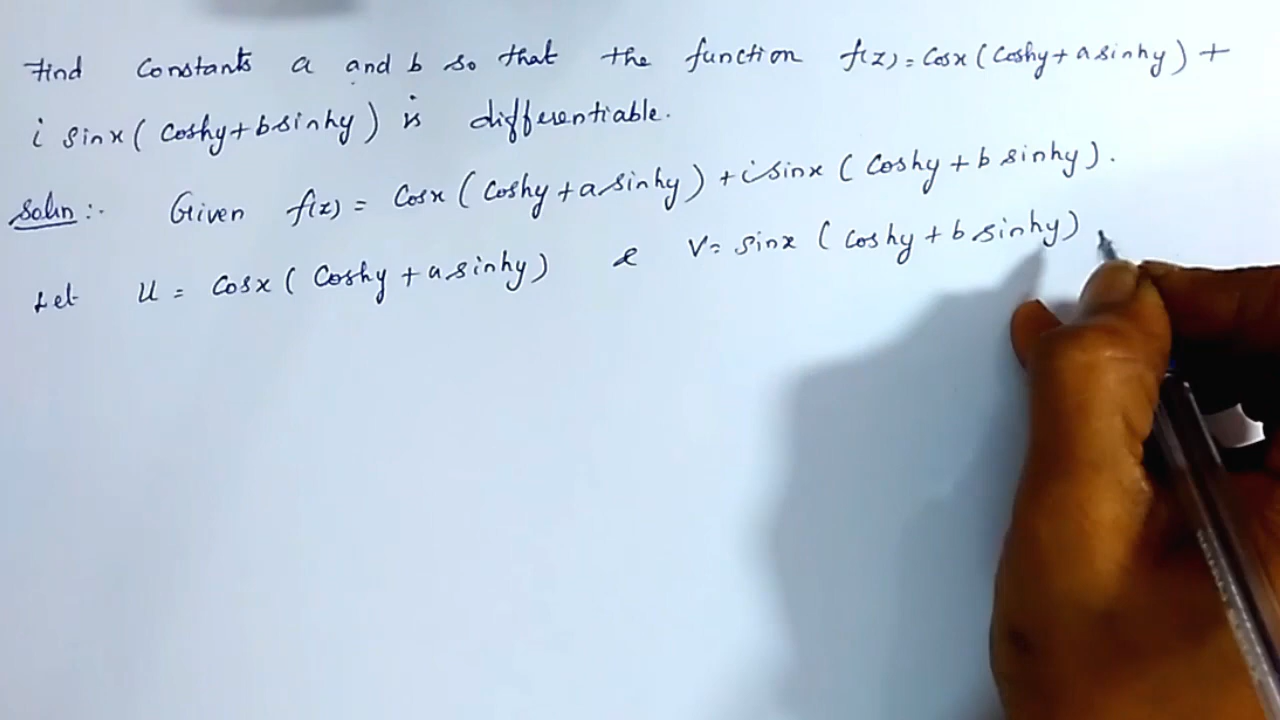 Find Constants a and b so that the function f(z) = Cosx (Coshy + a sinhy) +
i sinx ( Coshy + b sinhy ) is differentiable.
Soln :- Given f(z) = Cosx ( Coshy + a sinhy ) + i sinx ( Coshy + b sinhy ).
Let U = Cosx ( Coshy + a sinhy ) & V = sinx ( Coshy + b sinhy )